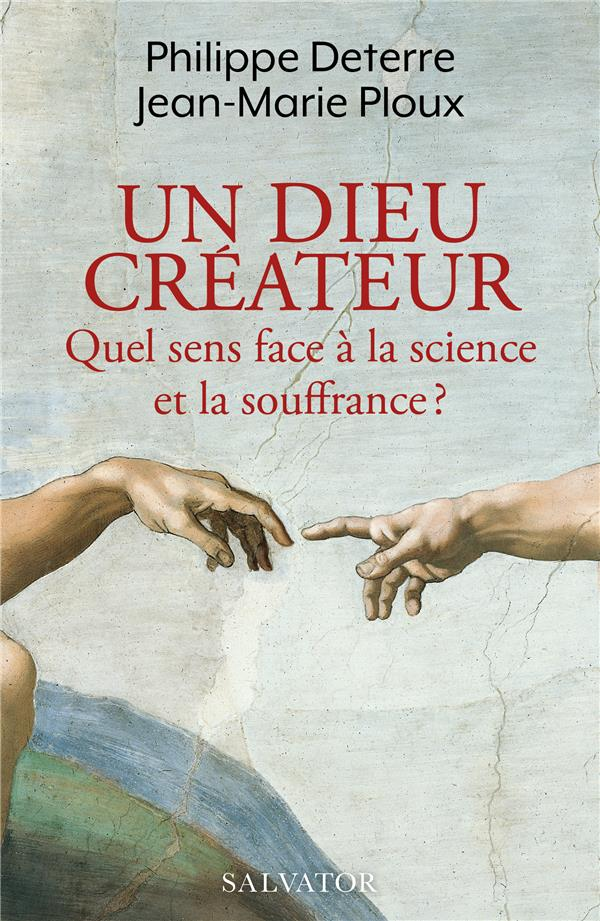 Philippe Deterre
Jean-Marie Ploux
UN DIEU
CRÉATEUR
Quel sens face à la science
et la souffrance ?
SALVATOR